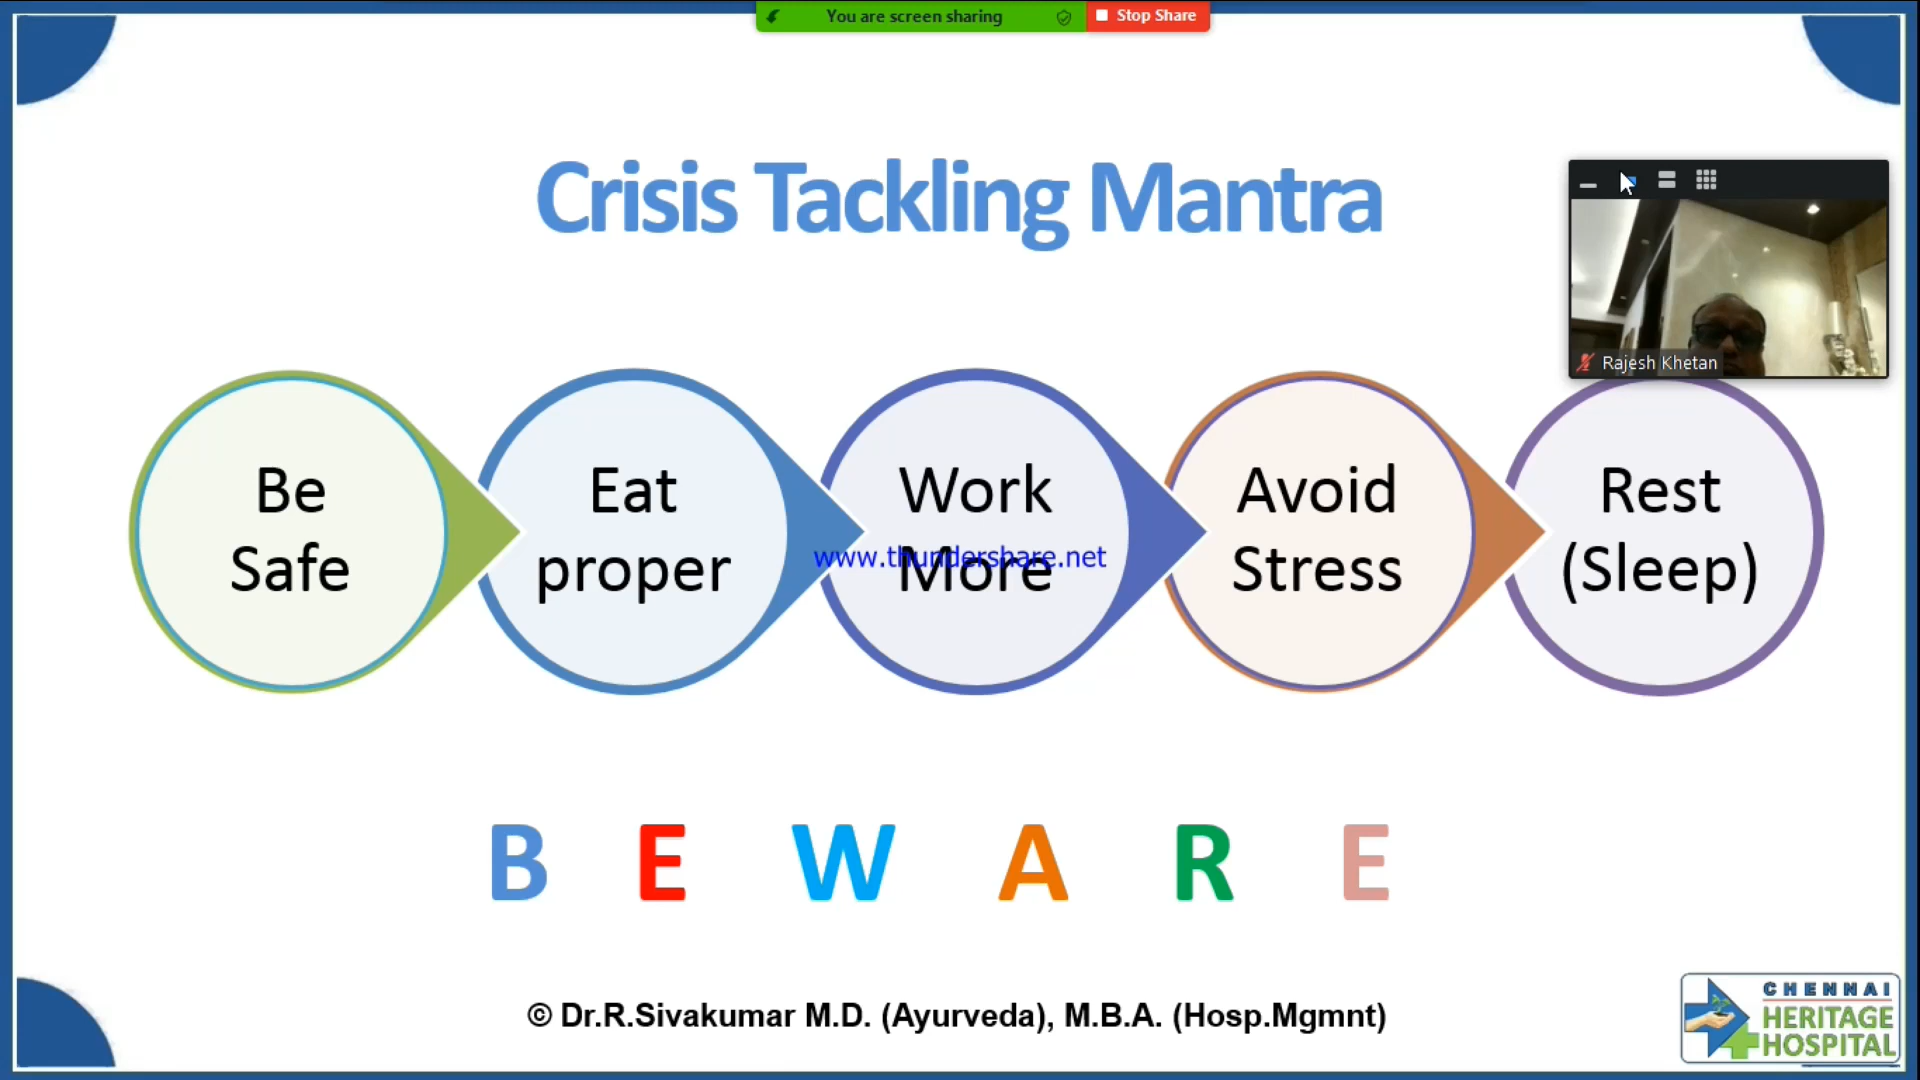 You are screen sharing
Stop Share
Crisis Tackling Mantra
Rajesh Khetan
Be
Safe
Eat
proper
Work
More
Avoid
Stress
Rest
(Sleep)
www.thundershare.net
B E W A R E
© Dr.R.Sivakumar M.D. (Ayurveda), M.B.A. (Hosp.Mgmnt)
CHENNAI
HERITAGE
HOSPITAL